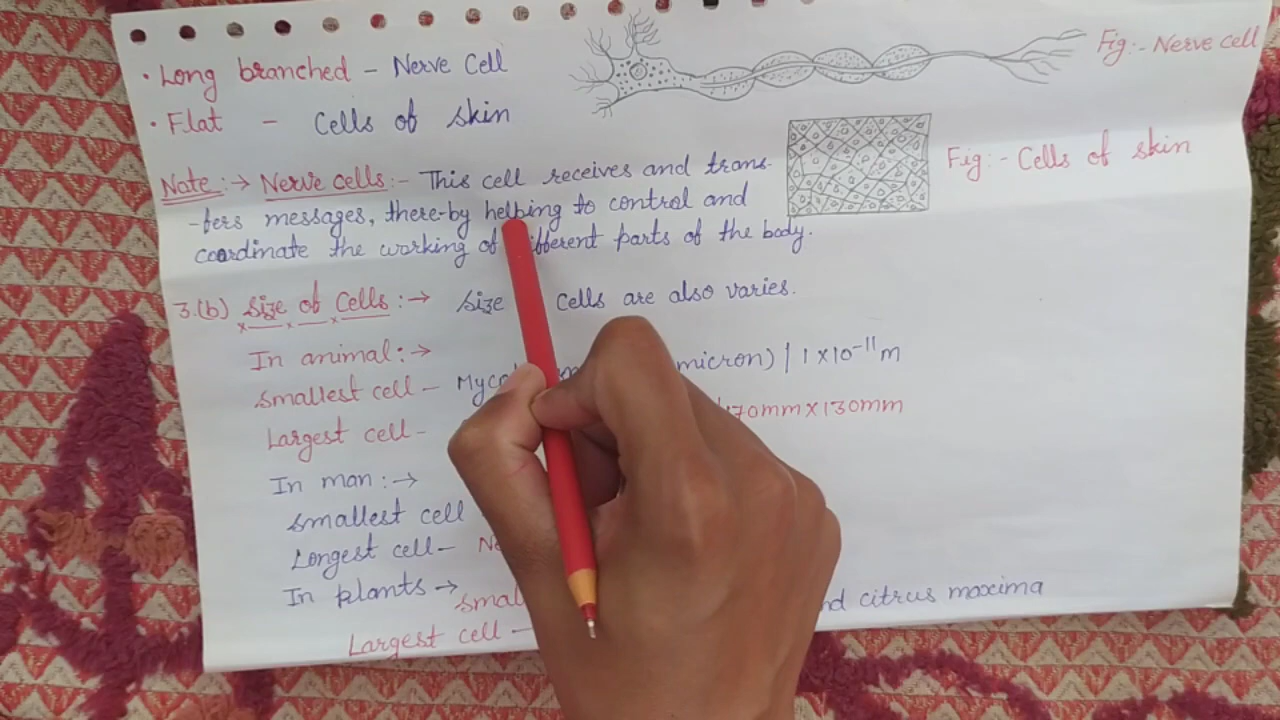 • Long branched - Nerve Cell
Fig:- Nerve cell
• Flat - Cells of skin
Fig:- Cells of skin
Note:→ Nerve cells:- This cell receives and trans-
-fers messages, there-by helping to control and
coordinate the working of different parts of the body.
3.(b) Size of Cells:→ Size Cells are also varies.
In animal:→
Smallest cell - micron) | 1 x 10⁻¹¹m
Largest cell - 170mm x 130mm
In man:→
Smallest cell
Longest cell-
In plants →
citrus maxima
Largest cell -